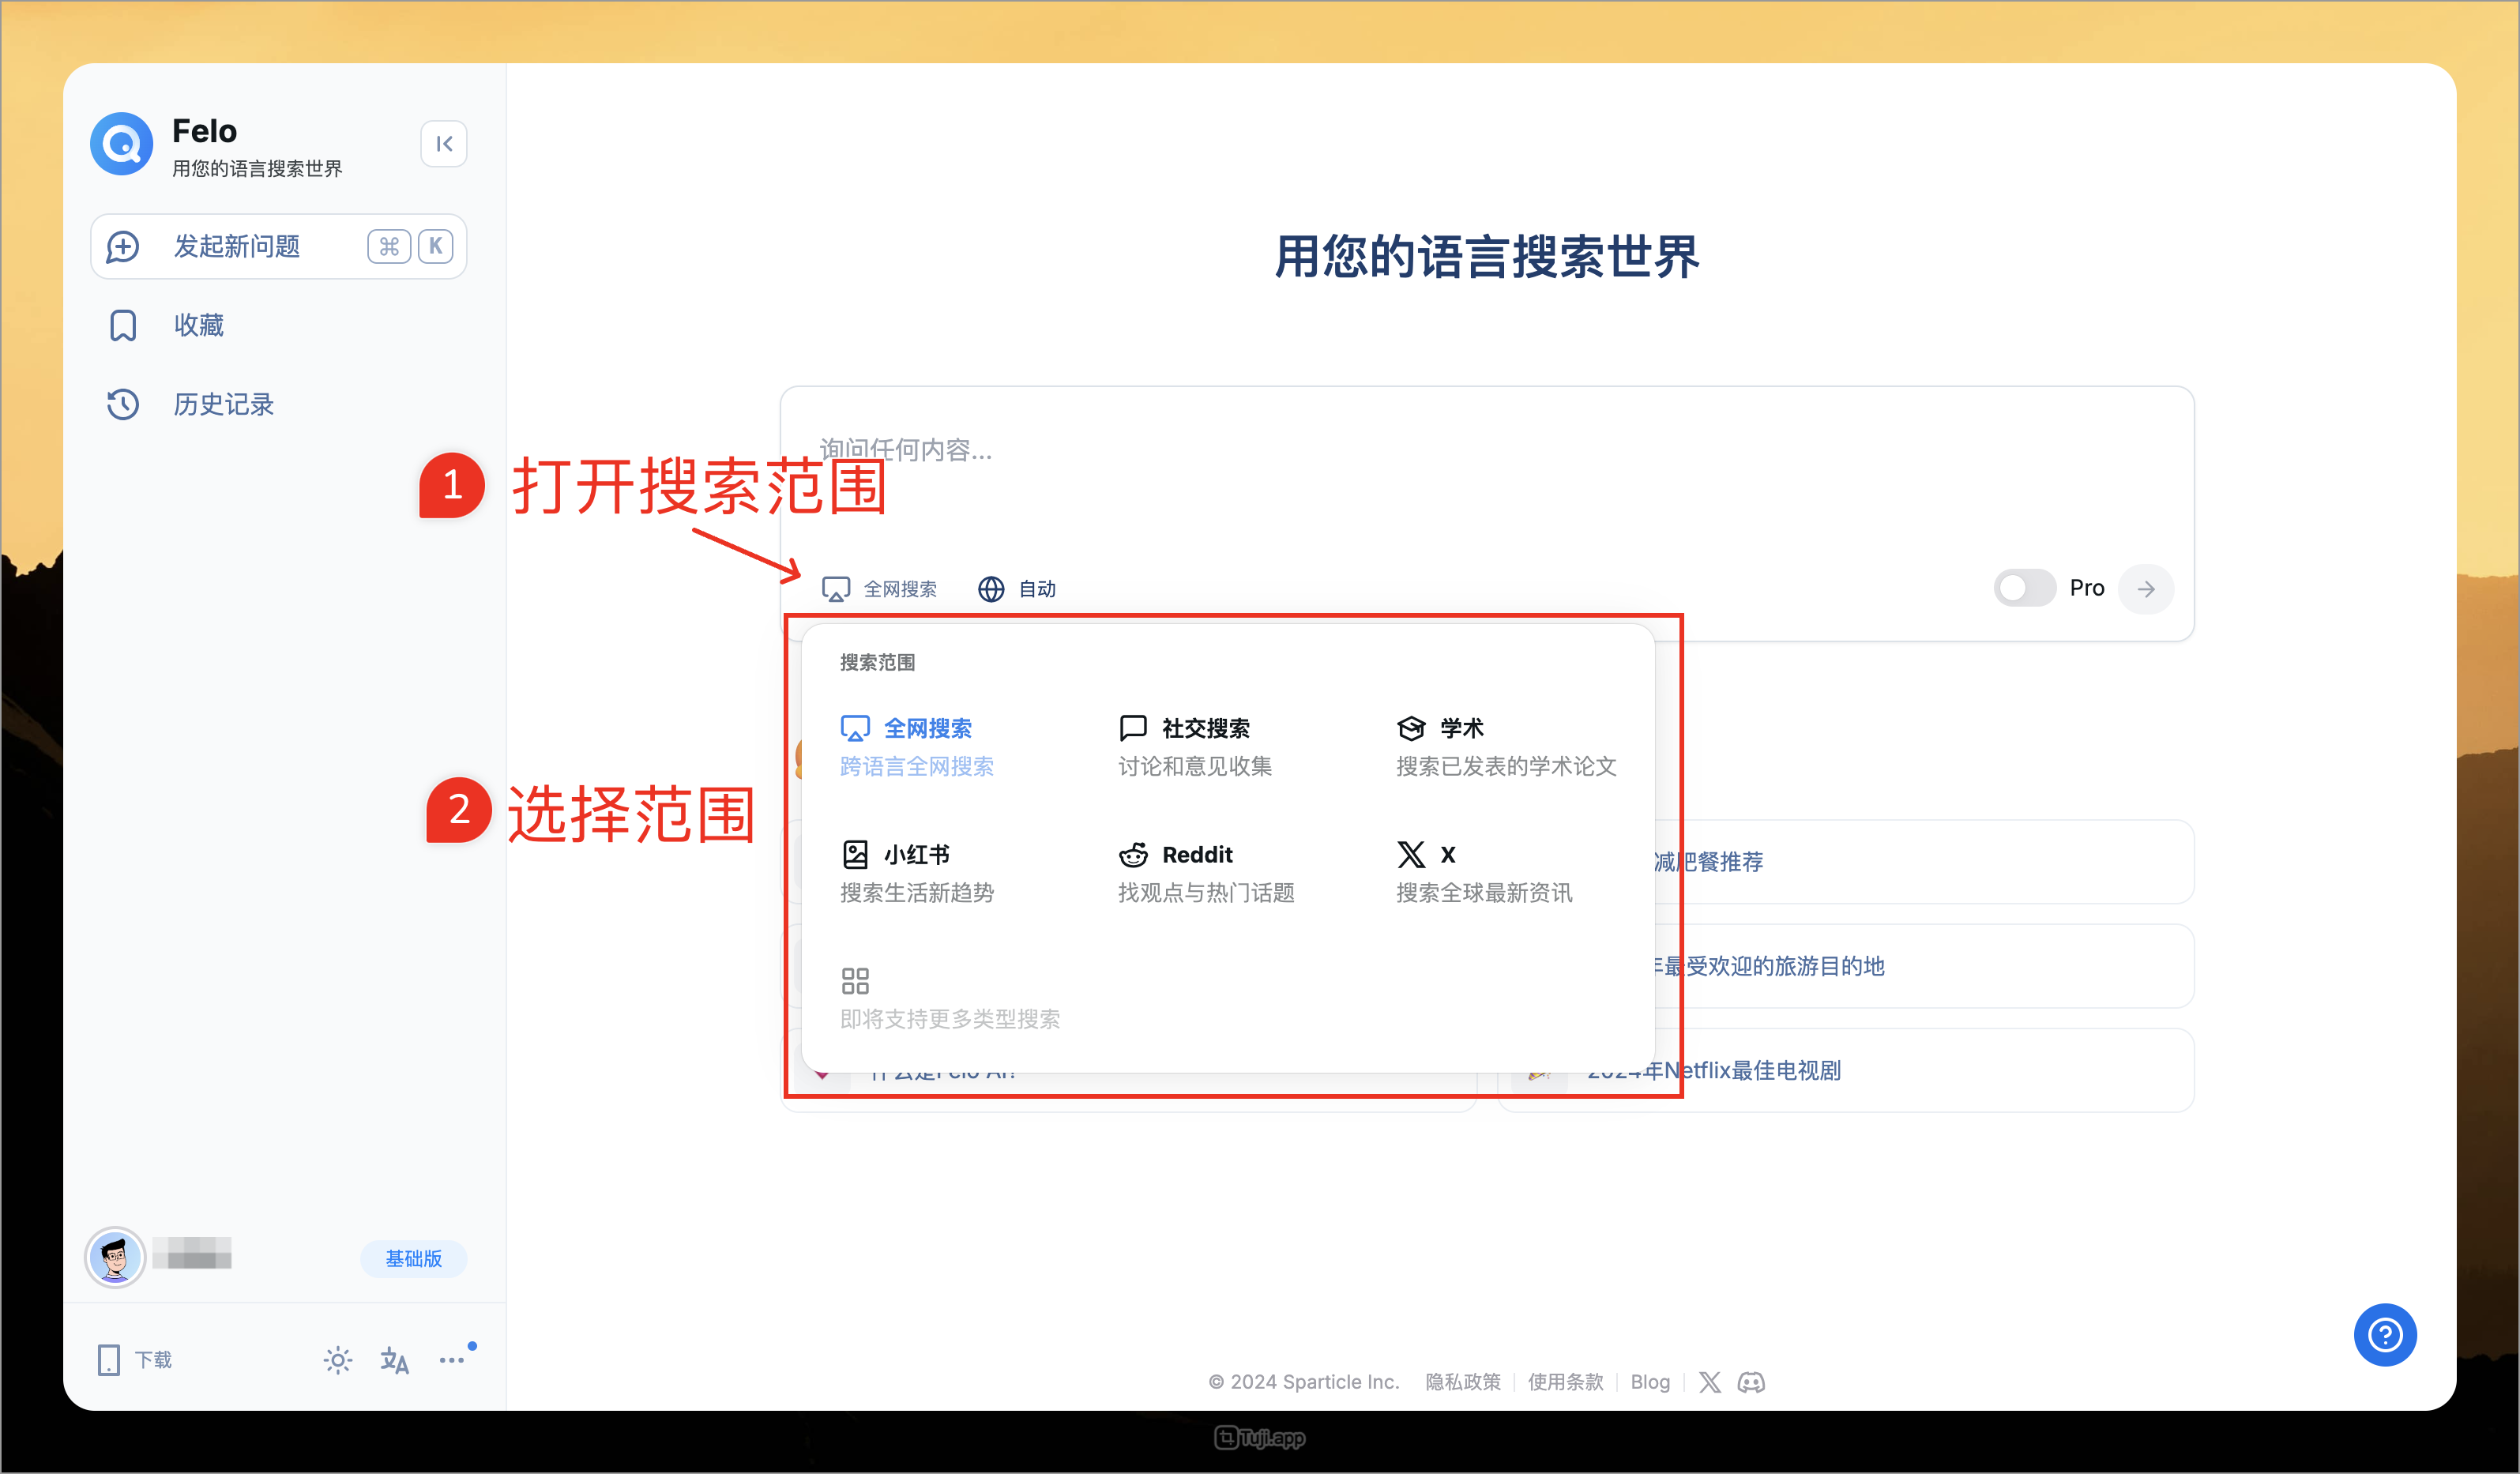 Felo
用您的语言搜索世界
发起新问题 ⌘ K
收藏
历史记录
用您的语言搜索世界
询问任何内容...
1 打开搜索范围
全网搜索 自动 Pro
搜索范围
全网搜索 社交搜索 学术
跨语言全网搜索 讨论和意见收集 搜索已发表的学术论文
2 选择范围
小红书 Reddit X
搜索生活新趋势 找观点与热门话题 搜索全球最新资讯
减肥餐推荐
年最受欢迎的旅游目的地
即将支持更多类型搜索
什么是Felo AI?
2024年Netflix最佳电视剧
基础版
下载
© 2024 Sparticle Inc. 隐私政策 使用条款 Blog
Tuji.app